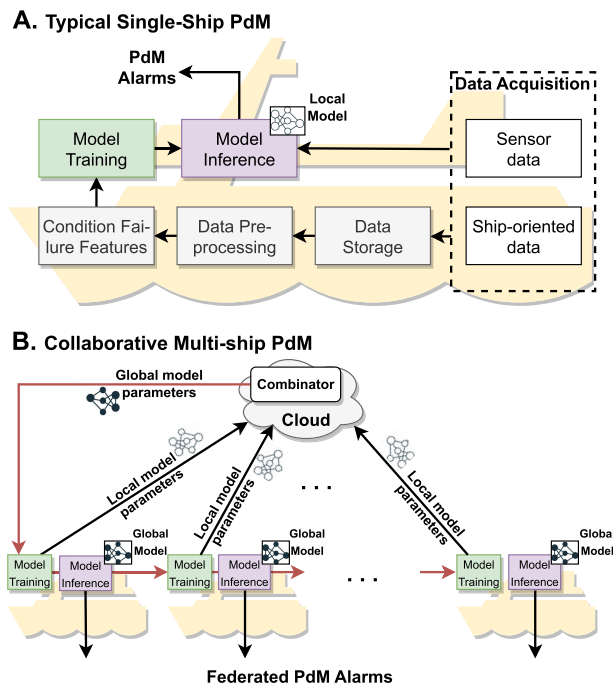 A. Typical Single-Ship PdM
PdM
Alarms
Local
Model
Data Acquisition
Model
Training
Model
Inference
Sensor
data
Condition Fai-
lure Features
Data Pre-
processing
Data
Storage
Ship-oriented
data
B. Collaborative Multi-ship PdM
Global model
parameters
Combinator
Cloud
Local model
parameters
Local model
parameters
Local model
parameters
. . .
Global
Model
Global
Model
Globa
Model
Model
Training
Model
Inference
Model
Training
Model
Inference
. . .
Model
Training
Model
Inference
Federated PdM Alarms